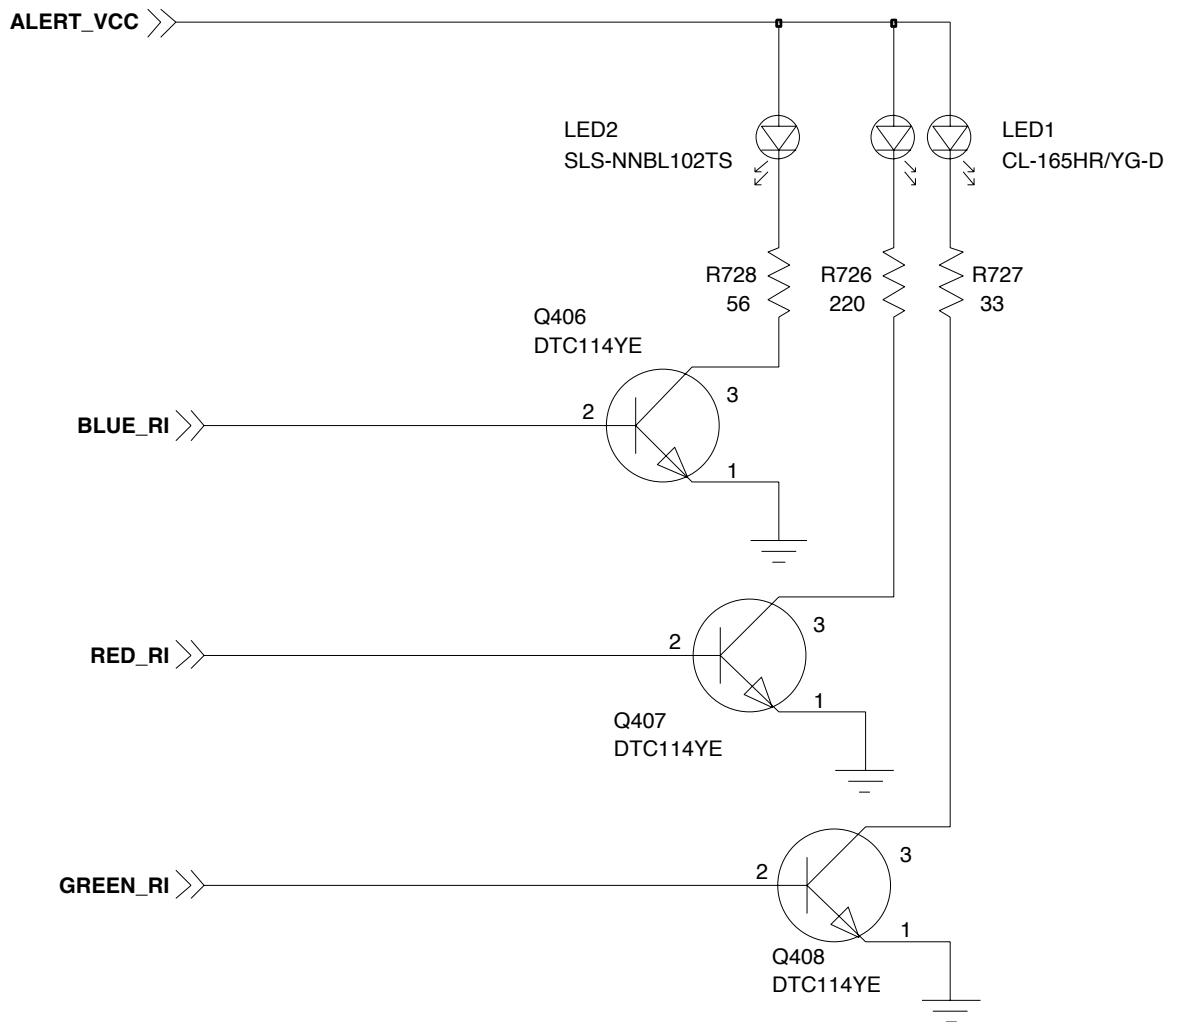 ALERT_VCC
LED2
SLS-NNBL102TS
LED1
CL-165HR/YG-D
R728
56
R726
220
R727
33
Q406
DTC114YE
3
BLUE_RI
2
1
3
RED_RI
2
1
Q407
DTC114YE
3
GREEN_RI
2
1
Q408
DTC114YE